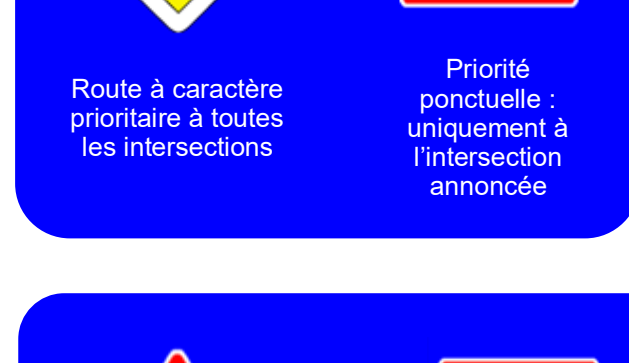 Route à caractère
prioritaire à toutes
les intersections
Priorité
ponctuelle :
uniquement à
l’intersection
annoncée